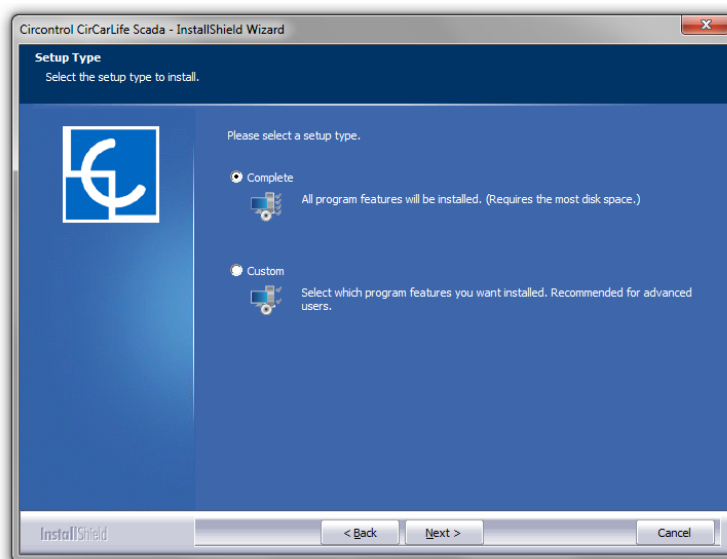 Circontrol CirCarLife Scada - InstallShield Wizard
Setup Type
Select the setup type to install.
Please select a setup type.
Complete
All program features will be installed. (Requires the most disk space.)
Custom
Select which program features you want installed. Recommended for advanced
users.
InstallShield
< Back
Next >
Cancel